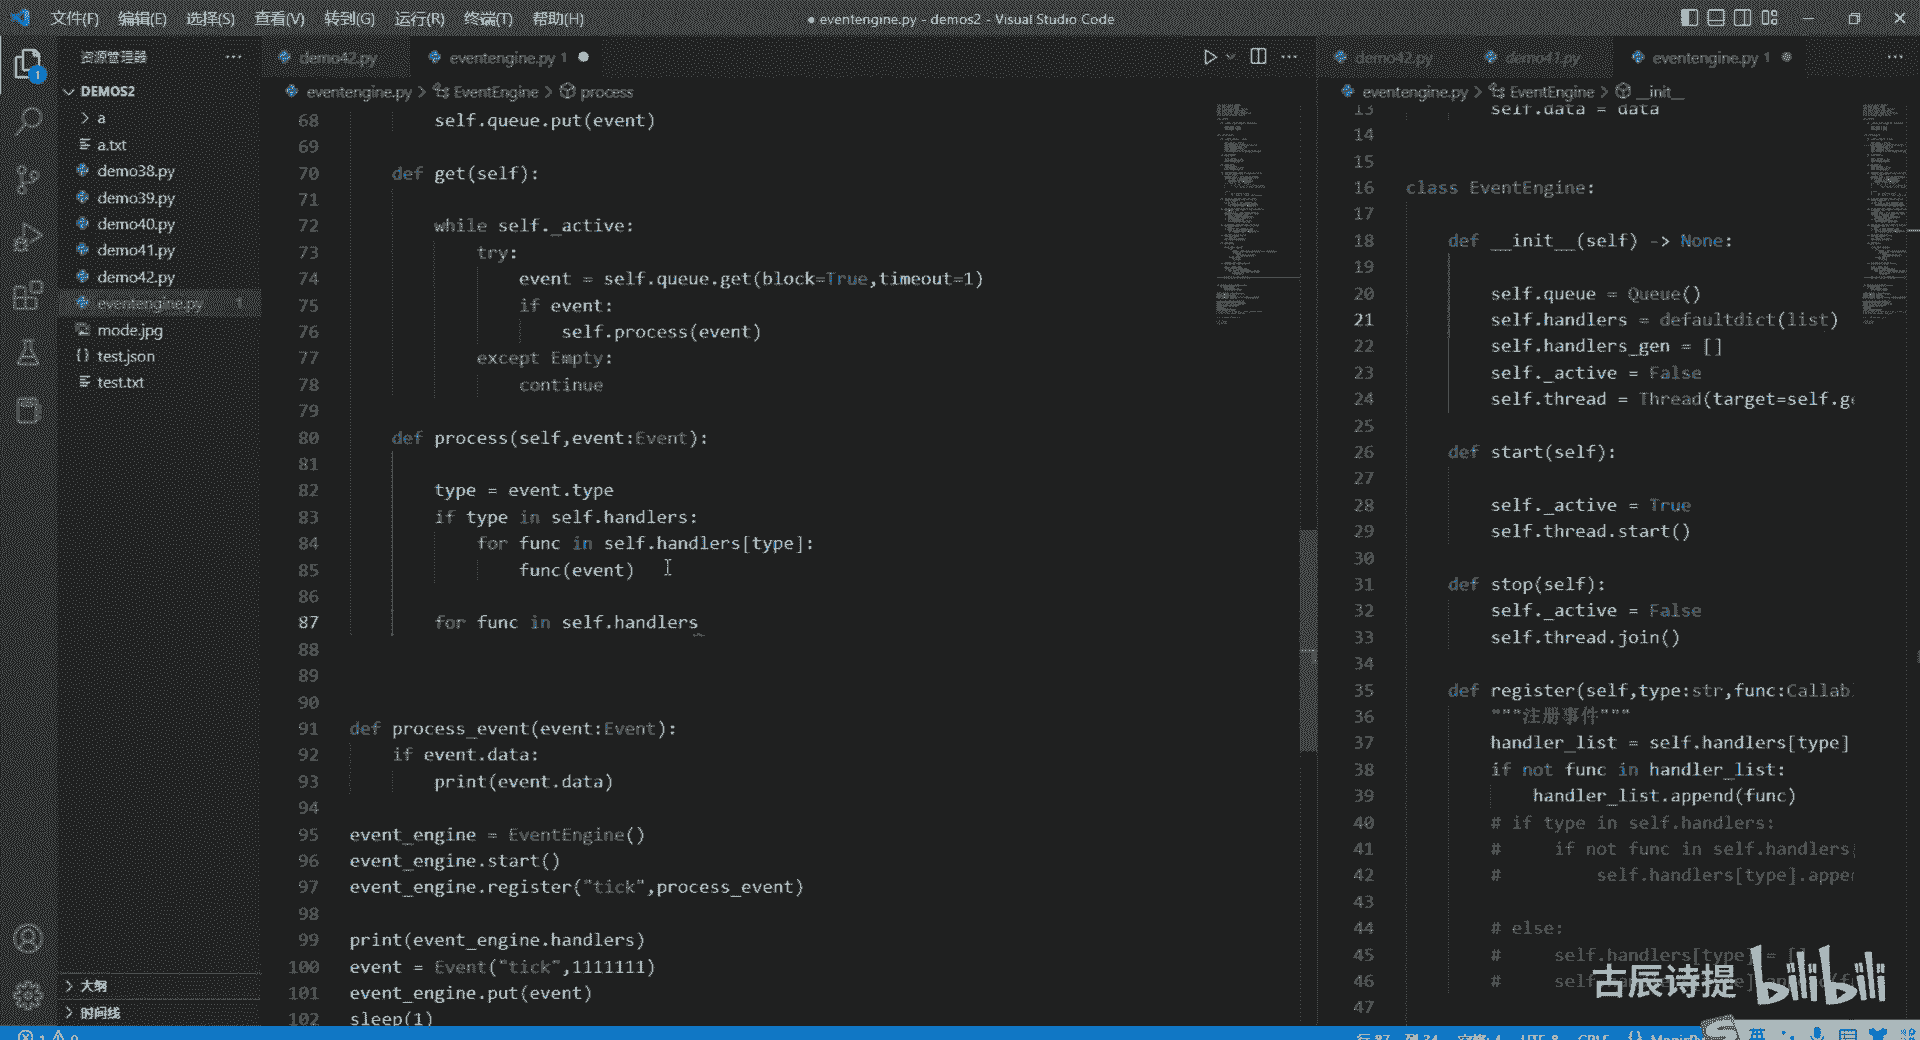 文件(F) 编辑(E) 选择(S) 查看(V) 转到(G) 运行(R) 终端(T) 帮助(H)
● eventengine.py - demos2 - Visual Studio Code
资源管理器
DEMOS2
a
a.txt
demo38.py
demo39.py
demo40.py
demo41.py
demo42.py
eventengine.py 1
mode.jpg
test.json
test.txt
大纲
时间线
demo42.py eventengine.py 1
eventengine.py > EventEngine > process
68 self.queue.put(event)
69
70 def get(self):
71
72 while self._active:
73 try:
74 event = self.queue.get(block=True,timeout=1)
75 if event:
76 self.process(event)
77 except Empty:
78 continue
79
80 def process(self,event:Event):
81
82 type = event.type
83 if type in self.handlers:
84 for func in self.handlers[type]:
85 func(event)
86
87 for func in self.handlers
88
89
90
91 def process_event(event:Event):
92 if event.data:
93 print(event.data)
94
95 event_engine = EventEngine()
96 event_engine.start()
97 event_engine.register("tick",process_event)
98
99 print(event_engine.handlers)
100 event = Event("tick",1111111)
101 event_engine.put(event)
102 sleep(1)
demo42.py demo41.py eventengine.py 1
eventengine.py > EventEngine > __init__
13 self.data = data
14
15
16 class EventEngine:
17
18 def __init__(self) -> None:
19
20 self.queue = Queue()
21 self.handlers = defaultdict(list)
22 self.handlers_gen = []
23 self._active = False
24 self.thread = Thread(target=self.ge
25
26 def start(self):
27
28 self._active = True
29 self.thread.start()
30
31 def stop(self):
32 self._active = False
33 self.thread.join()
34
35 def register(self,type:str,func:Callab
36 """注册事件"""
37 handler_list = self.handlers[type]
38 if not func in handler_list:
39 handler_list.append(func)
40 # if type in self.handlers:
41 # if not func in self.handlers
42 # self.handlers[type].appe
43
44 # else:
45 # self.handlers[type] = [
46 #
47
古辰诗提 bilibili